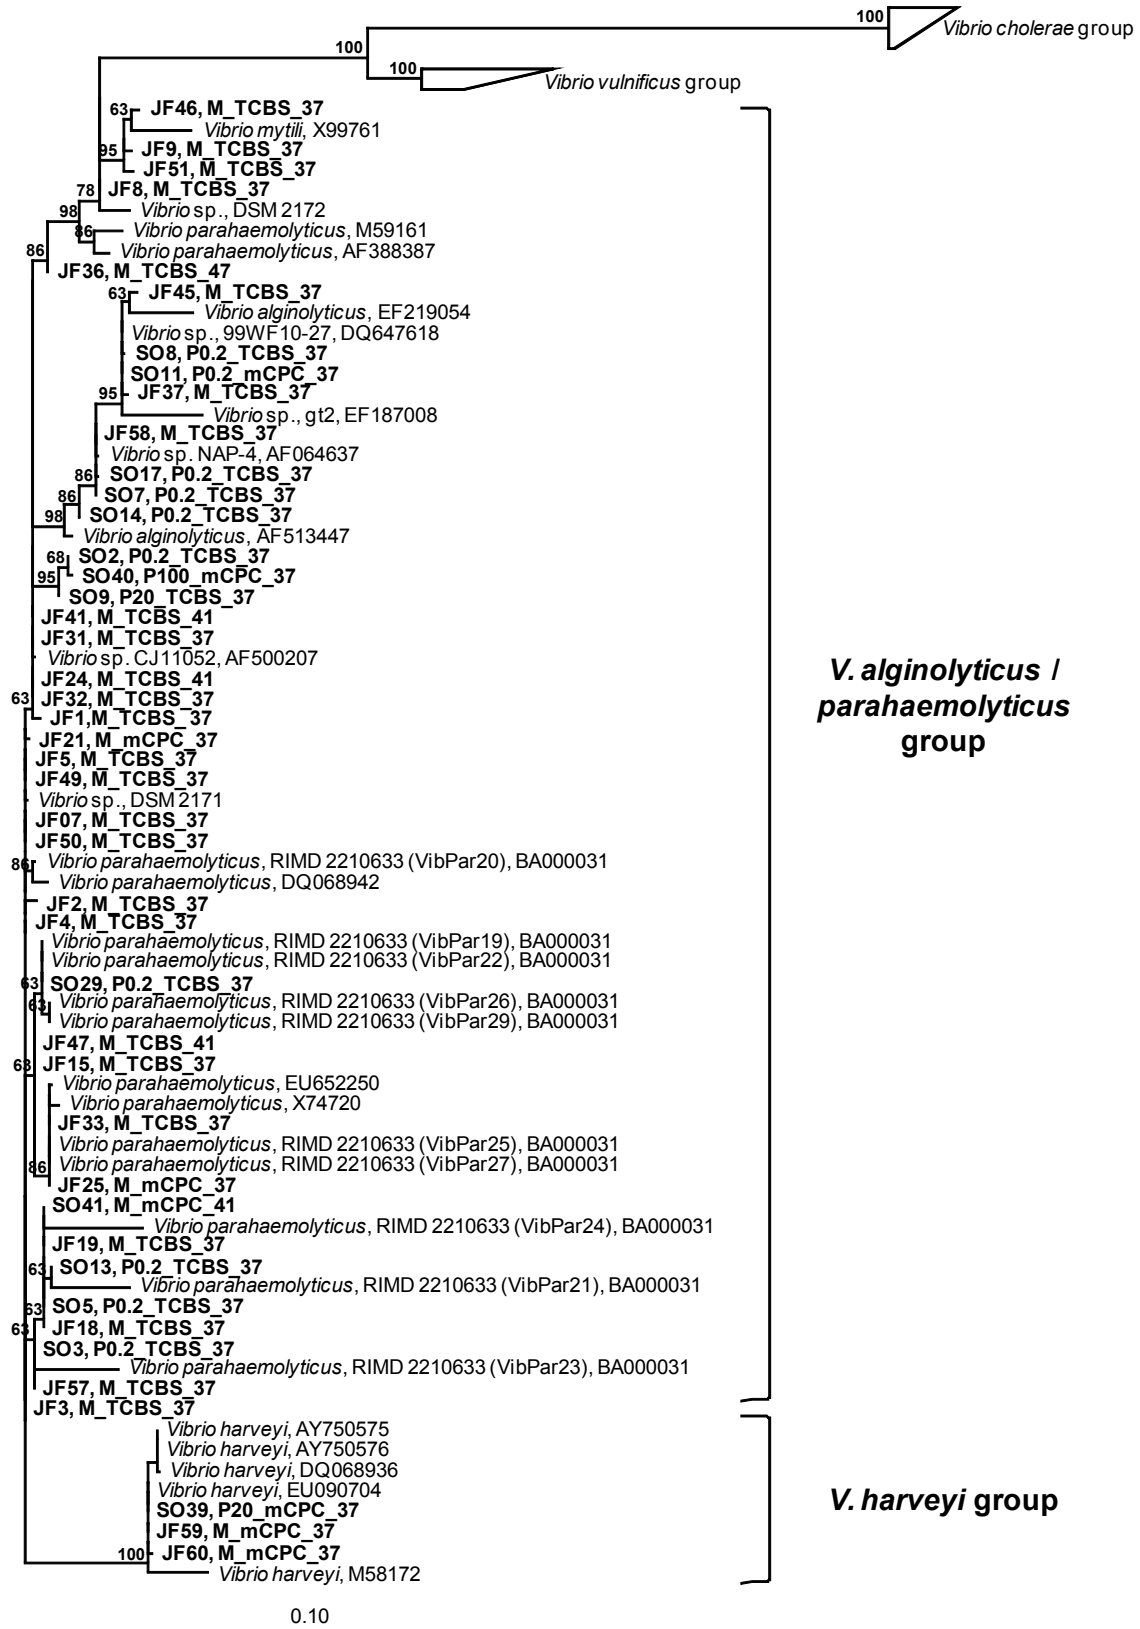 100
Vibrio cholerae group
100
100
Vibrio vulnificus group
63
JF46, M_TCBS_37
Vibrio mytili, X99761
95
JF9, M_TCBS_37
JF51, M_TCBS_37
78
JF8, M_TCBS_37
98
Vibrio sp., DSM 2172
86
Vibrio parahaemolyticus, M59161
86
Vibrio parahaemolyticus, AF388387
JF36, M_TCBS_47
63
JF45, M_TCBS_37
Vibrio alginolyticus, EF219054
Vibrio sp., 99WF10-27, DQ647618
SO8, P0.2_TCBS_37
SO11, P0.2_mCPC_37
95
JF37, M_TCBS_37
Vibrio sp., gt2, EF187008
JF58, M_TCBS_37
Vibrio sp. NAP-4, AF064637
86
SO17, P0.2_TCBS_37
86
SO7, P0.2_TCBS_37
98
SO14, P0.2_TCBS_37
Vibrio alginolyticus, AF513447
68
SO2, P0.2_TCBS_37
95
SO40, P100_mCPC_37
SO9, P20_TCBS_37
JF41, M_TCBS_41
JF31, M_TCBS_37
Vibrio sp. CJ11052, AF500207
JF24, M_TCBS_41
63
JF32, M_TCBS_37
JF1, M_TCBS_37
JF21, M_mCPC_37
JF5, M_TCBS_37
JF49, M_TCBS_37
Vibrio sp., DSM 2171
JF07, M_TCBS_37
JF50, M_TCBS_37
86
Vibrio parahaemolyticus, RIMD 2210633 (VibPar20), BA000031
Vibrio parahaemolyticus, DQ068942
JF2, M_TCBS_37
JF4, M_TCBS_37
Vibrio parahaemolyticus, RIMD 2210633 (VibPar19), BA000031
Vibrio parahaemolyticus, RIMD 2210633 (VibPar22), BA000031
63
SO29, P0.2_TCBS_37
63
Vibrio parahaemolyticus, RIMD 2210633 (VibPar26), BA000031
Vibrio parahaemolyticus, RIMD 2210633 (VibPar29), BA000031
JF47, M_TCBS_41
63
JF15, M_TCBS_37
Vibrio parahaemolyticus, EU652250
Vibrio parahaemolyticus, X74720
JF33, M_TCBS_37
Vibrio parahaemolyticus, RIMD 2210633 (VibPar25), BA000031
86
Vibrio parahaemolyticus, RIMD 2210633 (VibPar27), BA000031
JF25, M_mCPC_37
SO41, M_mCPC_41
Vibrio parahaemolyticus, RIMD 2210633 (VibPar24), BA000031
JF19, M_TCBS_37
63
SO13, P0.2_TCBS_37
Vibrio parahaemolyticus, RIMD 2210633 (VibPar21), BA000031
63
SO5, P0.2_TCBS_37
63
JF18, M_TCBS_37
SO3, P0.2_TCBS_37
Vibrio parahaemolyticus, RIMD 2210633 (VibPar23), BA000031
JF57, M_TCBS_37
JF3, M_TCBS_37
V. alginolyticus /
parahaemolyticus
group
Vibrio harveyi, AY750575
Vibrio harveyi, AY750576
Vibrio harveyi, DQ068936
Vibrio harveyi, EU090704
SO39, P20_mCPC_37
JF59, M_mCPC_37
100
JF60, M_mCPC_37
Vibrio harveyi, M58172
V. harveyi group
0.10